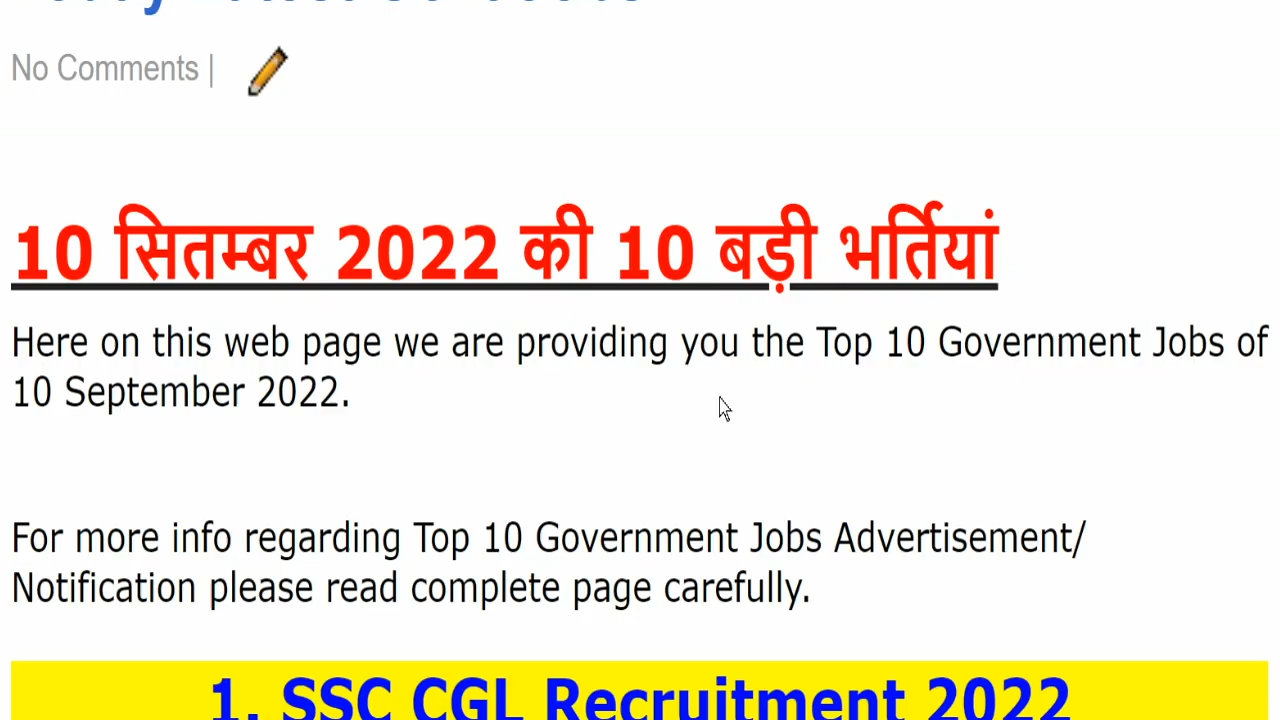 No Comments |
10 सितम्बर 2022 की 10 बड़ी भर्तियां
Here on this web page we are providing you the Top 10 Government Jobs of
10 September 2022.
For more info regarding Top 10 Government Jobs Advertisement/
Notification please read complete page carefully.
1. SSC CGL Recruitment 2022